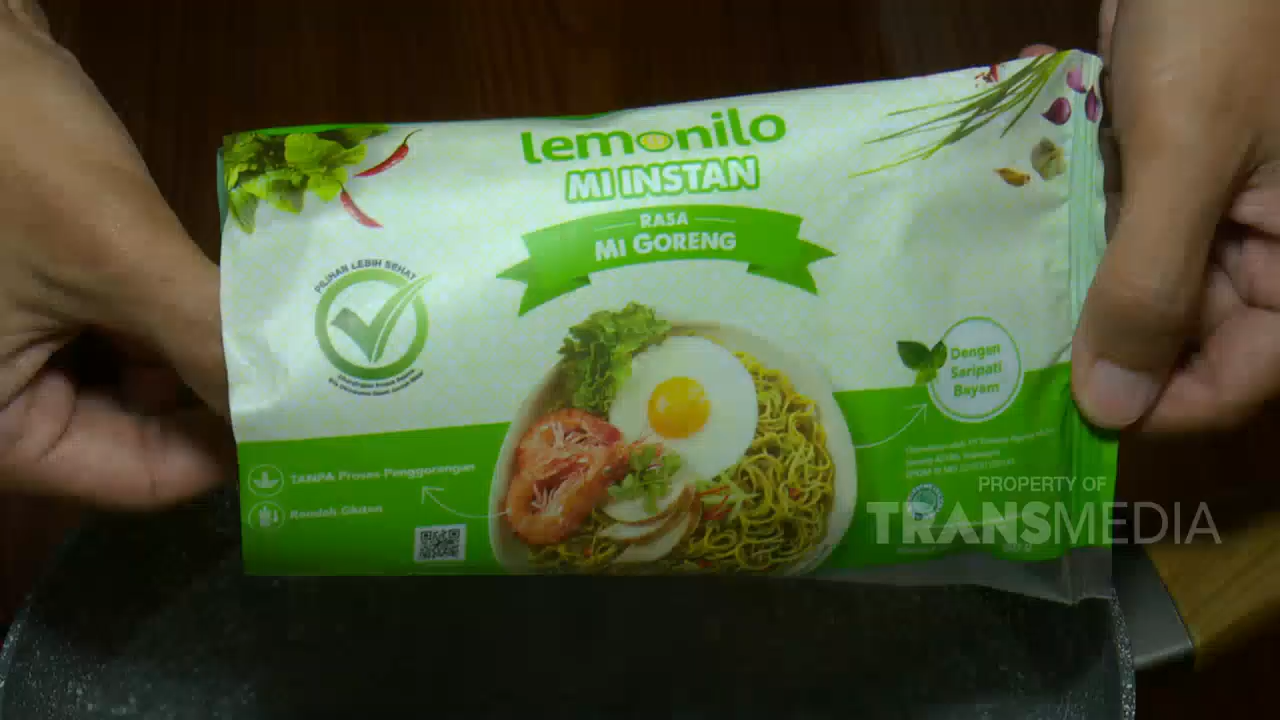 lemonilo
MI INSTAN
RASA
MI GORENG
PILIHAN LEBIH SEHAT
Dengan
Saripati
Bayam
TANPA Proses Penggorengan
Rendah Gluten
PROPERTY OF
TRANSMEDIA